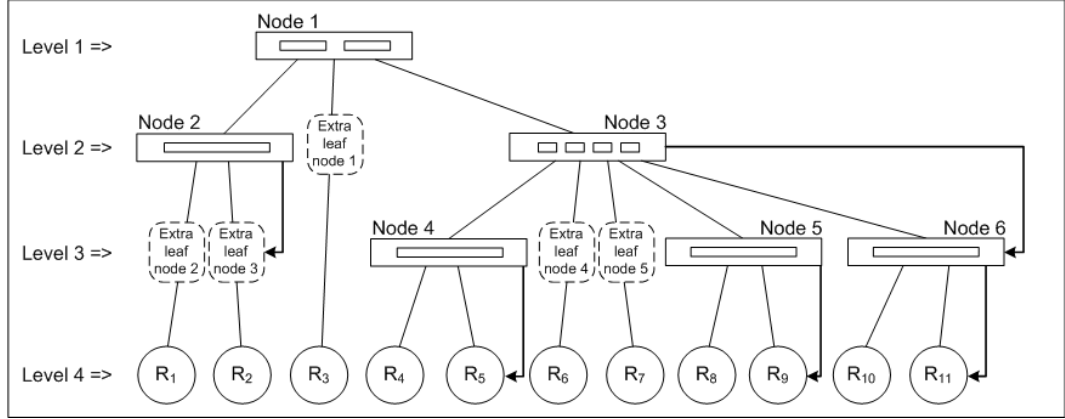 Node 1
Level 1 =>
Node 2
Extra
leaf
node 1
Node 3
Level 2 =>
Extra
leaf
node 2
Extra
leaf
node 3
Node 4
Extra
leaf
node 4
Extra
leaf
node 5
Node 5
Node 6
Level 3 =>
Level 4 =>
R1
R2
R3
R4
R5
R6
R7
R8
R9
R10
R11